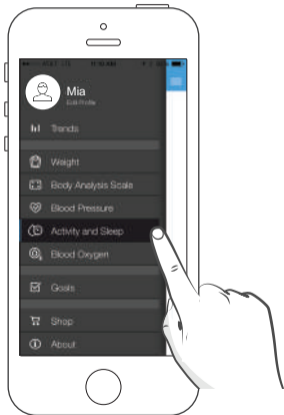 Mia
Edit Profile
Trends
Weight
Body Analysis Scale
Blood Pressure
Activity and Sleep
Blood Oxygen
Goals
Shop
About